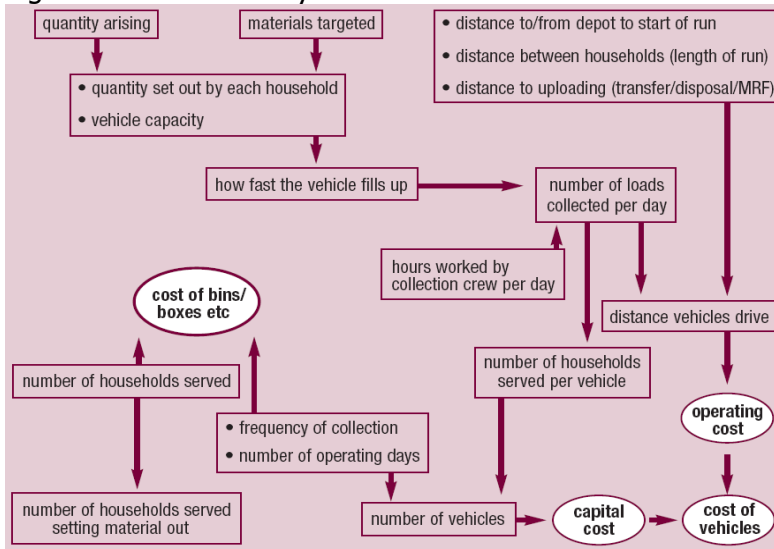 quantity arising
materials targeted
• distance to/from depot to start of run
• distance between households (length of run)
• distance to uploading (transfer/disposal/MRF)
• quantity set out by each household
• vehicle capacity
how fast the vehicle fills up
number of loads
collected per day
hours worked by
collection crew per day
cost of bins/
boxes etc
distance vehicles drive
number of households
served per vehicle
number of households served
operating
cost
• frequency of collection
• number of operating days
number of households served
setting material out
number of vehicles
capital
cost
cost of
vehicles